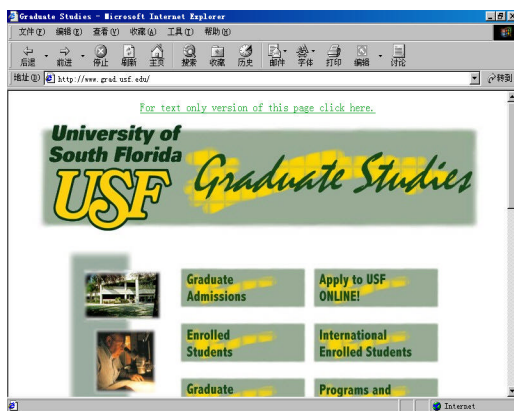 Graduate Studies - Microsoft Internet Explorer
文件(F) 编辑(E) 查看(V) 收藏(A) 工具(T) 帮助(H)
后退 前进 停止 刷新 主页 搜索 收藏 历史 邮件 字体 打印 编辑 讨论
地址(D) http://www.grad.usf.edu/ 转到
For text only version of this page click here.
University of
South Florida
USF
Graduate Studies
Graduate
Admissions
Apply to USF
ONLINE!
Enrolled
Students
International
Enrolled Students
Graduate
Programs and
Internet